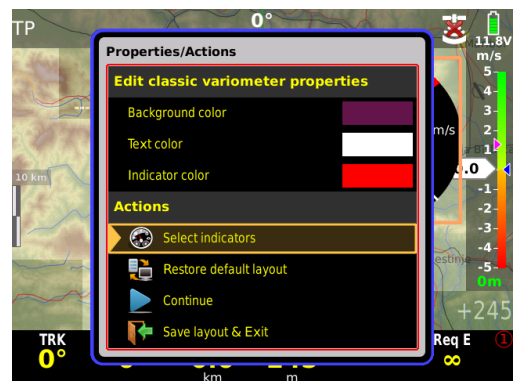 TP
0°
11.8V
m/s
Properties/Actions
Edit classic variometer properties
Background color
Text color
Indicator color
Actions
Select indicators
Restore default layout
Continue
Save layout & Exit
5
4
3
2
1
.0
-1
-2
-3
-4
-5
0m
m/s
10 km
estinje
+245
TRK
0°
km
m
Req E
1
∞